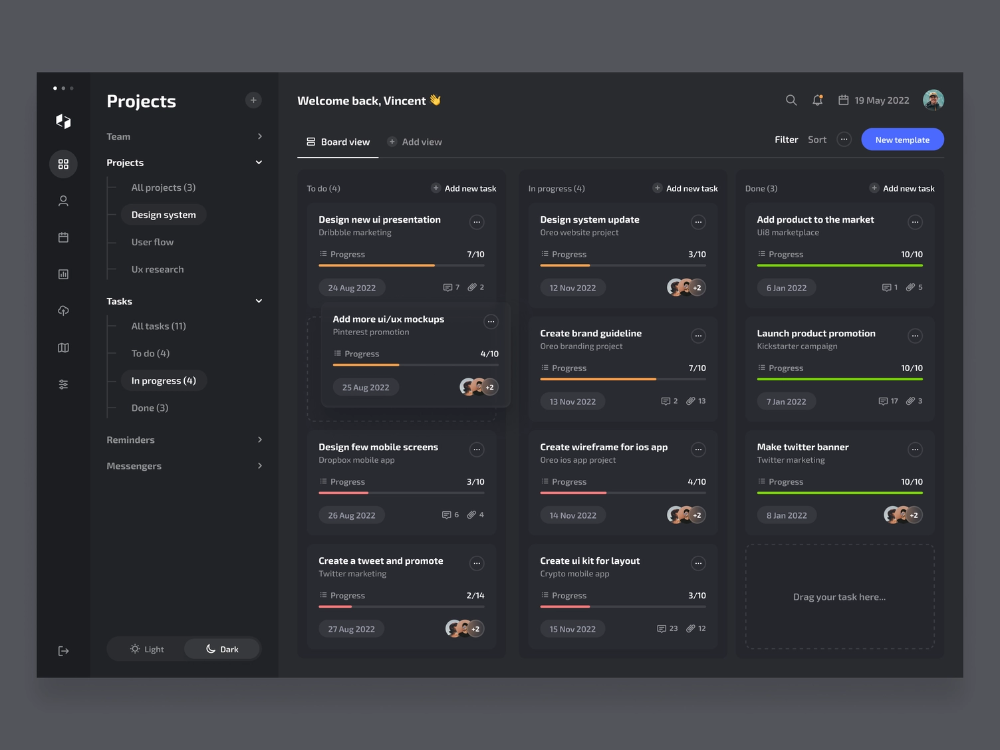 Projects
Team
Projects
All projects (3)
Design system
User flow
Ux research
Tasks
All tasks (11)
To do (4)
In progress (4)
Done (3)
Reminders
Messengers
Light
Dark
Welcome back, Vincent 👋
19 May 2022
Board view
Add view
Filter
Sort
New template
To do (4)
Add new task
Design new ui presentation
Dribbble marketing
Progress
7/10
24 Aug 2022
7
2
Add more ui/ux mockups
Pinterest promotion
Progress
4/10
25 Aug 2022
+2
Design few mobile screens
Dropbox mobile app
Progress
3/10
26 Aug 2022
6
4
Create a tweet and promote
Twitter marketing
Progress
2/14
27 Aug 2022
+2
In progress (4)
Add new task
Design system update
Oreo website project
Progress
3/10
12 Nov 2022
+2
Create brand guideline
Oreo branding project
Progress
7/10
13 Nov 2022
2
13
Create wireframe for ios app
Oreo ios app project
Progress
4/10
14 Nov 2022
+2
Create ui kit for layout
Crypto mobile app
Progress
3/10
15 Nov 2022
23
12
Done (3)
Add new task
Add product to the market
Ui8 marketplace
Progress
10/10
6 Jan 2022
1
5
Launch product promotion
Kickstarter campaign
Progress
10/10
7 Jan 2022
17
3
Make twitter banner
Twitter marketing
Progress
10/10
8 Jan 2022
+2
Drag your task here...